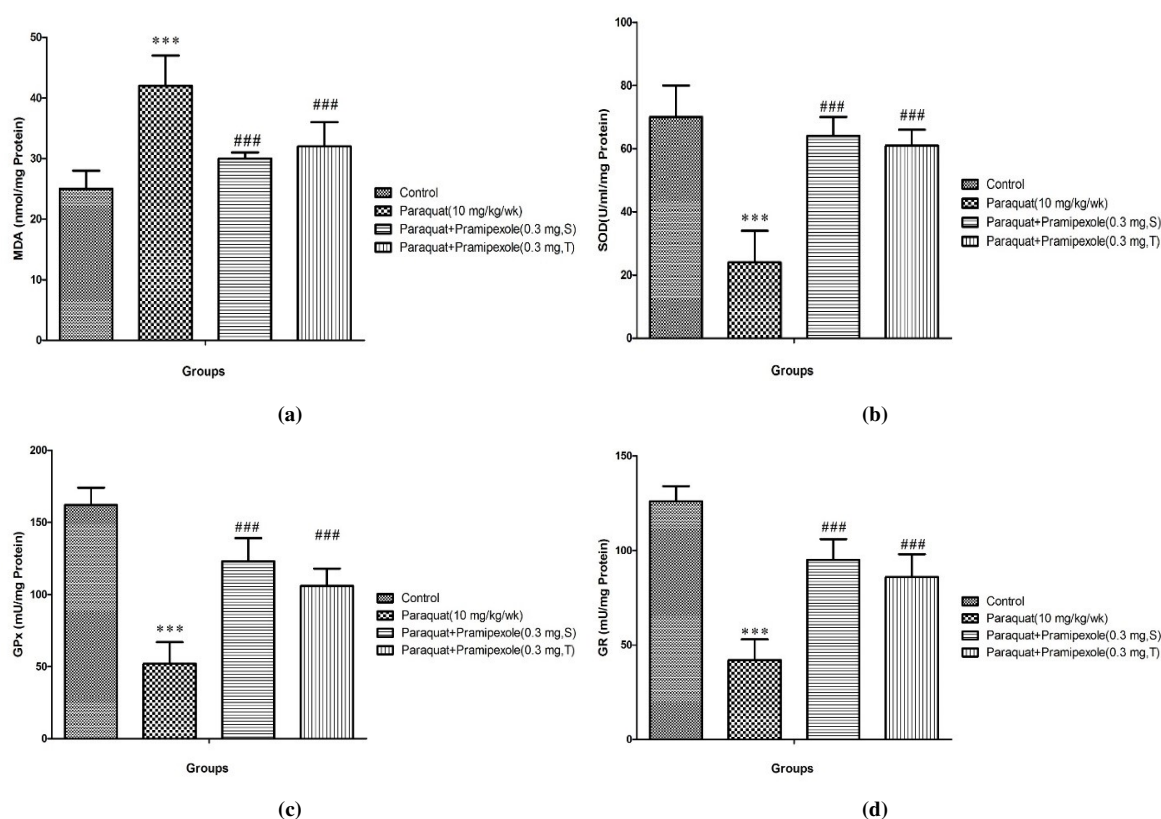 MDA (nmol/mg Protein)
50
40
30
20
10
0
***
###
###
Control
Paraquat(10 mg/kg/wk)
Paraquat+Pramipexole(0.3 mg,S)
Paraquat+Pramipexole(0.3 mg,T)
Groups
(a)
SOD(U/ml/mg Protein)
100
80
60
40
20
0
***
###
###
Control
Paraquat(10 mg/kg/wk)
Paraquat+Pramipexole(0.3 mg,S)
Paraquat+Pramipexole(0.3 mg,T)
Groups
(b)
GPx (mU/mg Protein)
200
150
100
50
0
***
###
###
Control
Paraquat(10 mg/kg/wk)
Paraquat+Pramipexole(0.3 mg,S)
Paraquat+Pramipexole(0.3 mg,T)
Groups
(c)
GR (mU/mg Protein)
150
100
50
0
***
###
###
Control
Paraquat(10 mg/kg/wk)
Paraquat+Pramipexole(0.3 mg,S)
Paraquat+Pramipexole(0.3 mg,T)
Groups
(d)